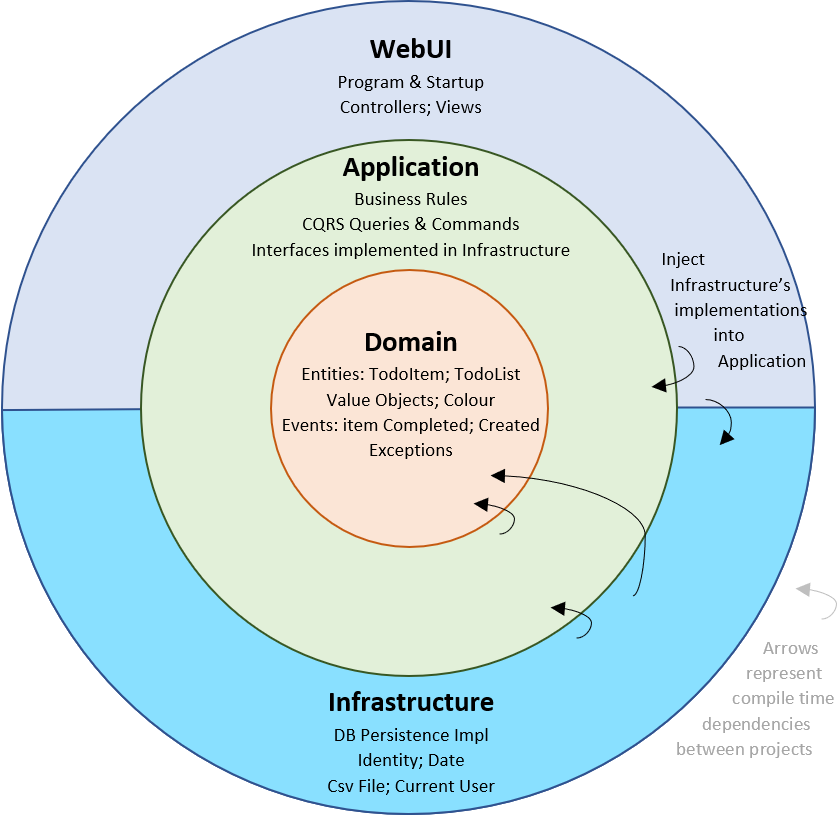 WebUI
Program & Startup
Controllers; Views
Application
Business Rules
CQRS Queries & Commands
Interfaces implemented in Infrastructure
Inject
Infrastructure’s
implementations
into
Application
Domain
Entities: TodoItem; TodoList
Value Objects; Colour
Events: item Completed; Created
Exceptions
Infrastructure
DB Persistence Impl
Identity; Date
Csv File; Current User
Arrows
represent
compile time
dependencies
between projects